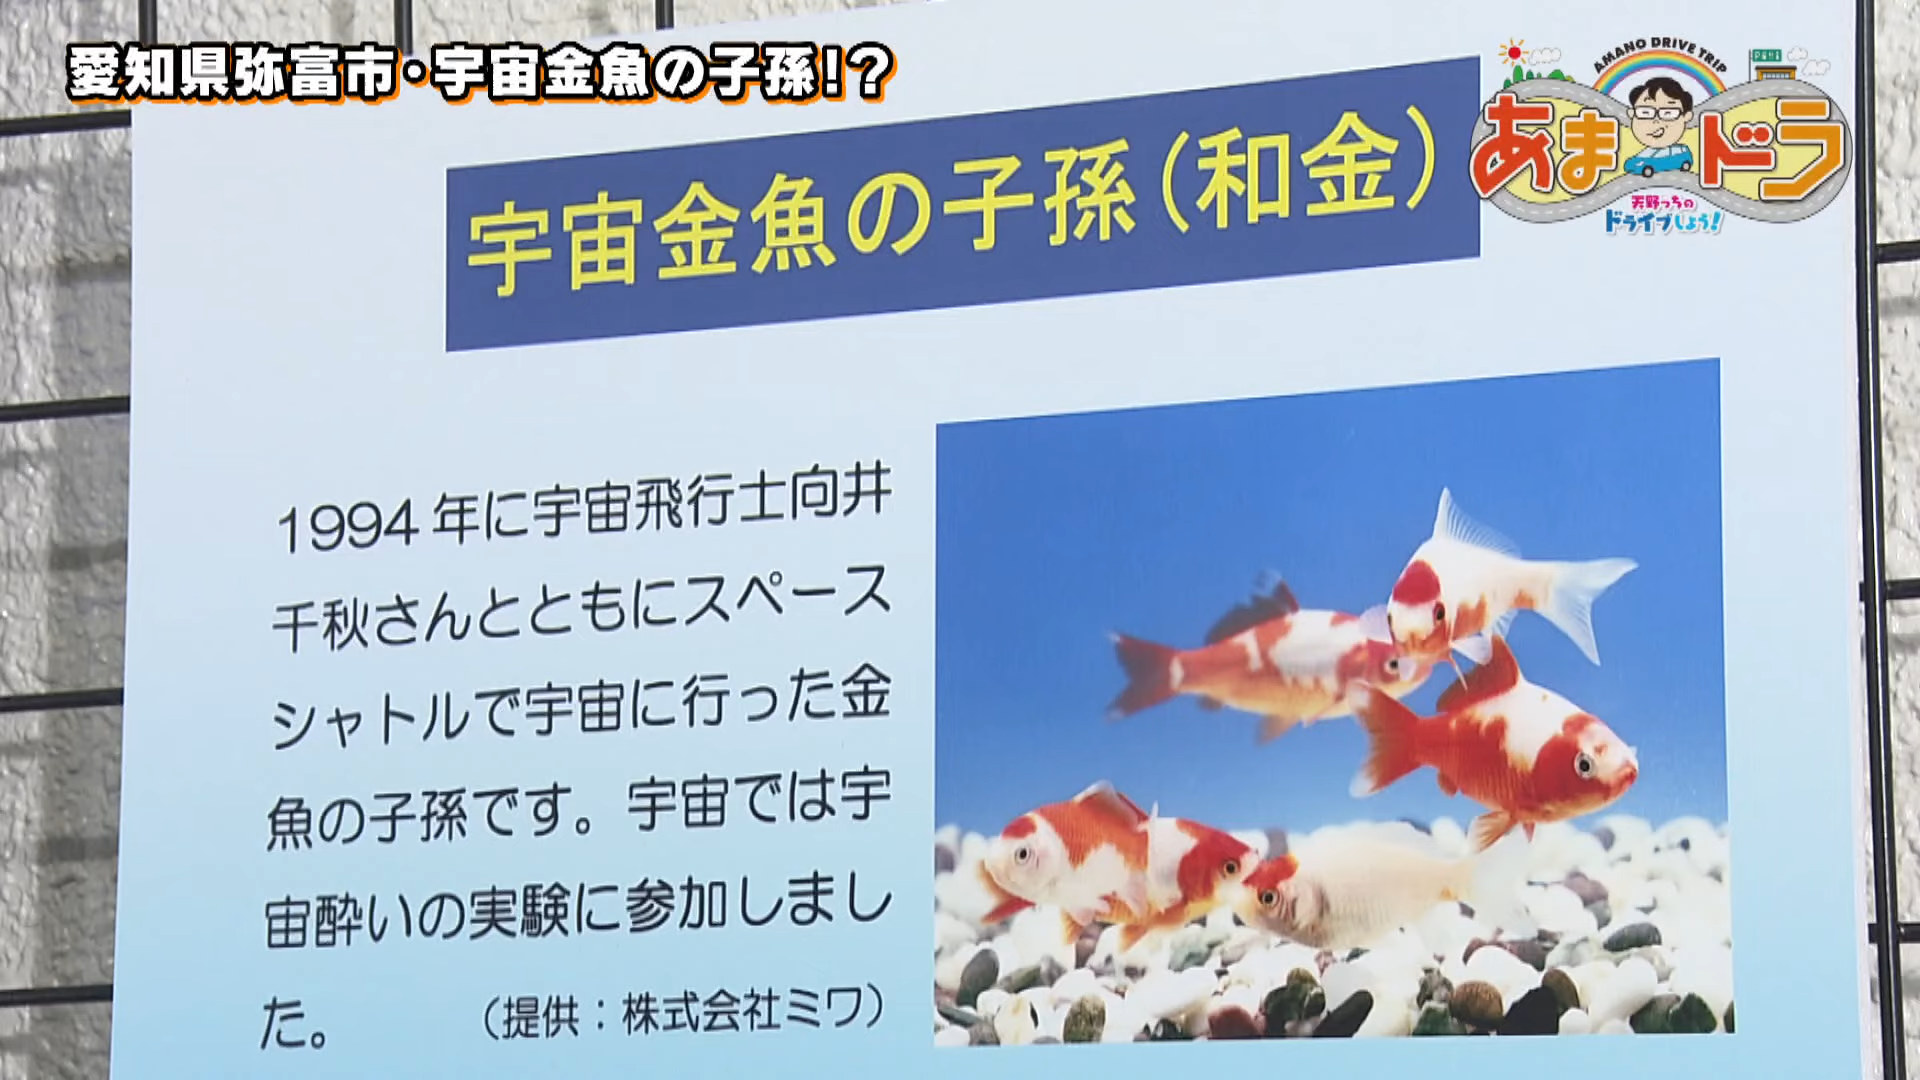 愛知県弥富市・宇宙金魚の子孫!?
AMANO DRIVE TRIP
あまドラ
天野っちの
ドライブしよう!
宇宙金魚の子孫(和金)
1994年に宇宙飛行士向井
千秋さんとともにスペース
シャトルで宇宙に行った金
魚の子孫です。宇宙では宇
宙酔いの実験に参加しまし
た。 (提供:株式会社ミワ)